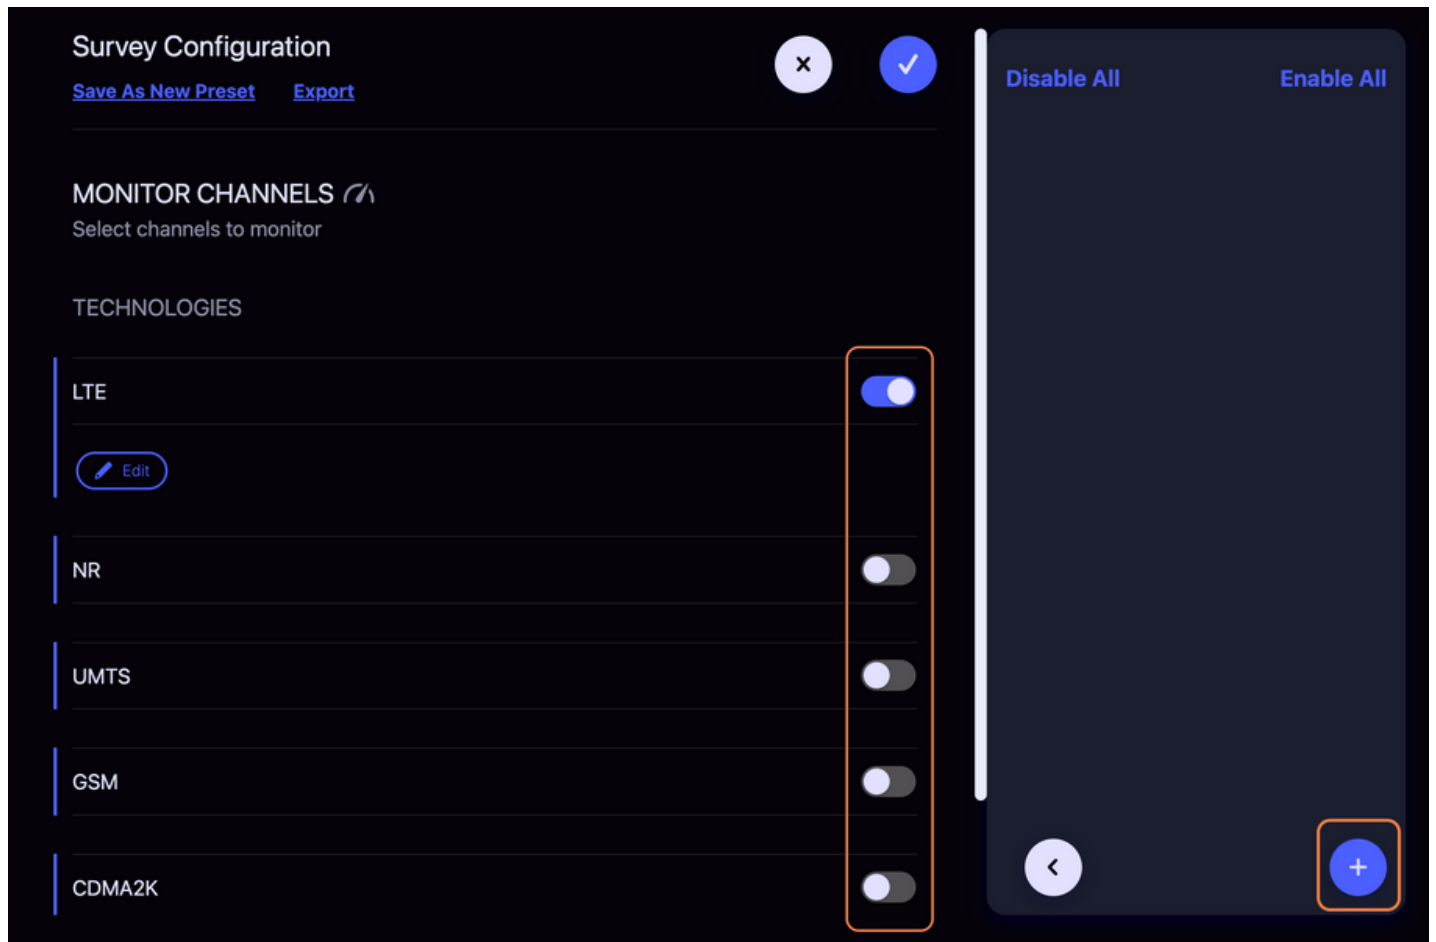 Survey Configuration
Save As New Preset Export
MONITOR CHANNELS
Select channels to monitor
TECHNOLOGIES
LTE
Edit
NR
UMTS
GSM
CDMA2K
Disable All Enable All